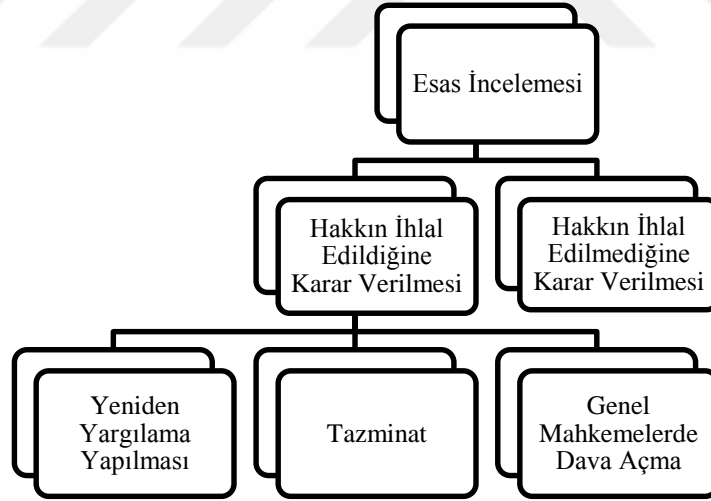 Esas İncelemesi
Hakkın İhlal
Edildiğine
Karar Verilmesi
Hakkın İhlal
Edilmediğine
Karar Verilmesi
Yeniden
Yargılama
Yapılması
Tazminat
Genel
Mahkemelerde
Dava Açma